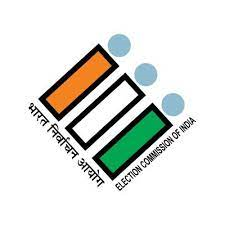 भारत निर्वाचन आयोग
ELECTION COMMISSION OF INDIA